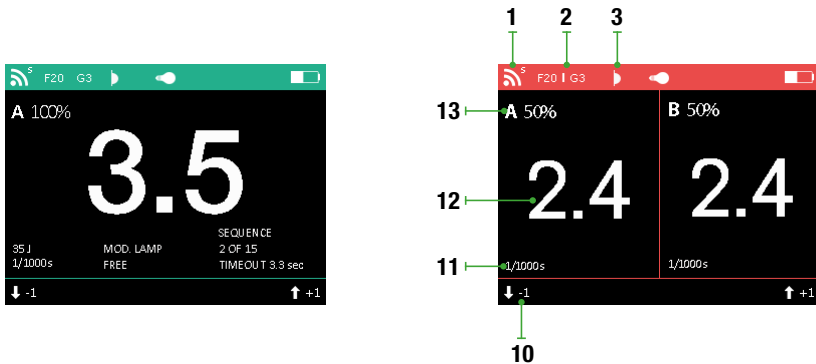 1 2 3
S F20 G3
A 100%
3.5
SEQUENCE
35 J MOD. LAMP 2 OF 15
1/1000s FREE TIMEOUT 3.3 sec
-1 +1
S F20 G3
13 A 50% B 50%
12 2.4 2.4
11 1/1000s 1/1000s
-1 +1
10